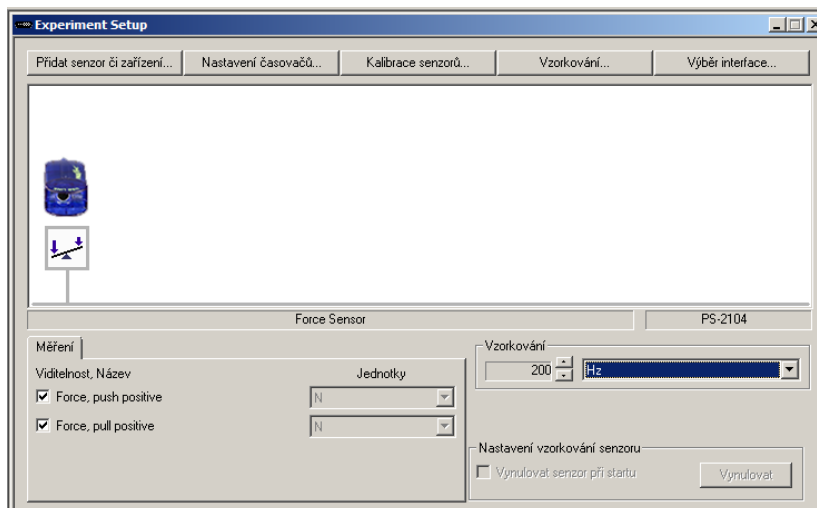 Experiment Setup
Přidat senzor či zařízení... Nastavení časovačů... Kalibrace senzorů... Vzorkování... Výběr interface...
Force Sensor PS-2104
Měření
Viditelnost, Název Jednotky
Force, push positive N
Force, pull positive N
Vzorkování
200 Hz
Nastavení vzorkování senzoru
Vynulovat senzor při startu Vynulovat